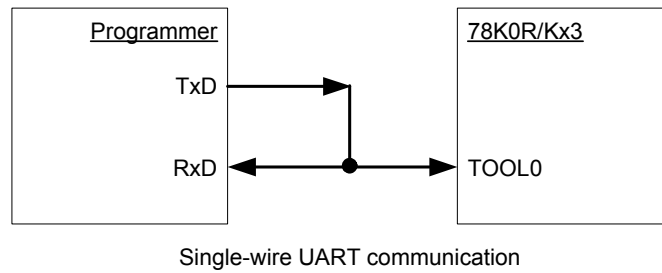 Programmer
78K0R/Kx3
TxD
RxD
TOOL0
Single-wire UART communication